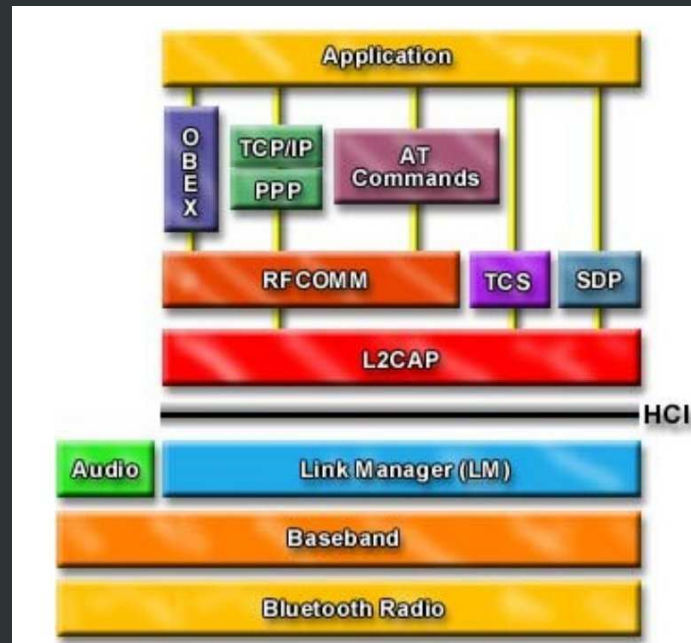 Application
OBEX
TCP/IP
PPP
AT
Commands
RFCOMM
TCS
SDP
L2CAP
HCI
Audio
Link Manager (LM)
Baseband
Bluetooth Radio